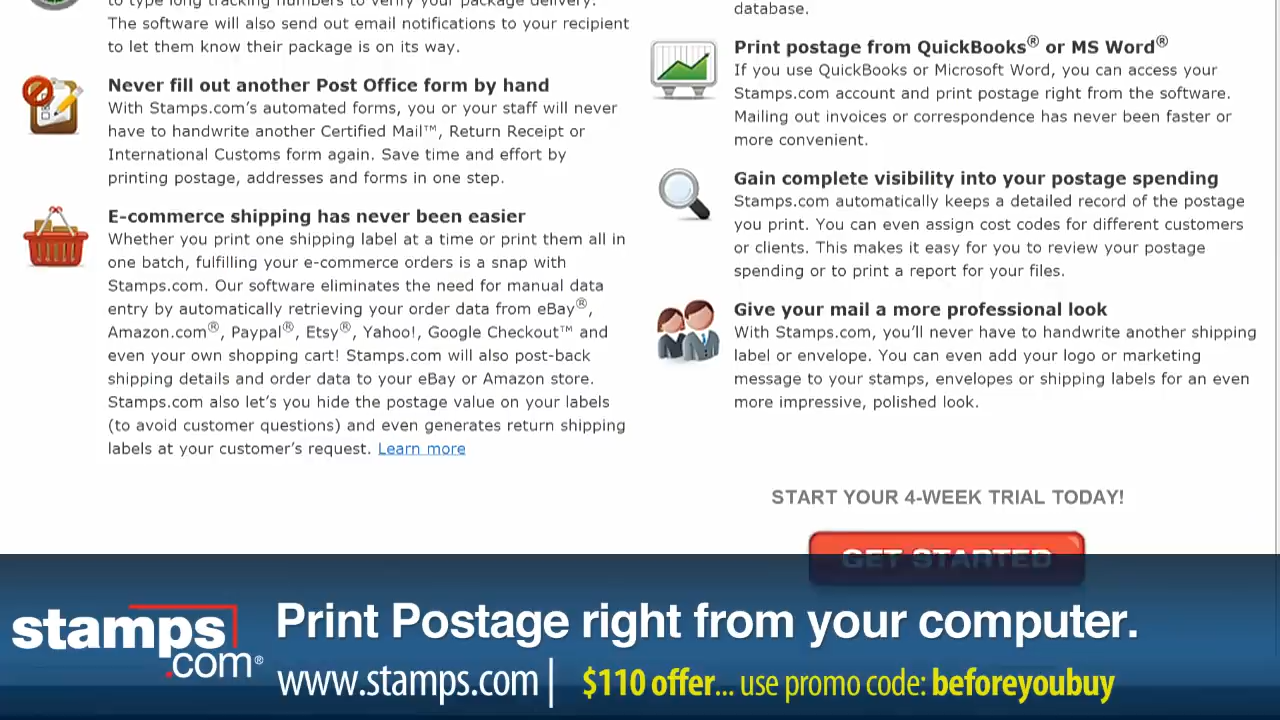 to type long tracking numbers to verify your package delivery.
The software will also send out email notifications to your recipient
to let them know their package is on its way.
Never fill out another Post Office form by hand
With Stamps.com’s automated forms, you or your staff will never
have to handwrite another Certified Mail™, Return Receipt or
International Customs form again. Save time and effort by
printing postage, addresses and forms in one step.
E-commerce shipping has never been easier
Whether you print one shipping label at a time or print them all in
one batch, fulfilling your e-commerce orders is a snap with
Stamps.com. Our software eliminates the need for manual data
entry by automatically retrieving your order data from eBay®,
Amazon.com®, Paypal®, Etsy®, Yahoo!, Google Checkout™ and
even your own shopping cart! Stamps.com will also post-back
shipping details and order data to your eBay or Amazon store.
Stamps.com also let’s you hide the postage value on your labels
(to avoid customer questions) and even generates return shipping
labels at your customer’s request. Learn more
database.
Print postage from QuickBooks® or MS Word®
If you use QuickBooks or Microsoft Word, you can access your
Stamps.com account and print postage right from the software.
Mailing out invoices or correspondence has never been faster or
more convenient.
Gain complete visibility into your postage spending
Stamps.com automatically keeps a detailed record of the postage
you print. You can even assign cost codes for different customers
or clients. This makes it easy for you to review your postage
spending or to print a report for your files.
Give your mail a more professional look
With Stamps.com, you’ll never have to handwrite another shipping
label or envelope. You can even add your logo or marketing
message to your stamps, envelopes or shipping labels for an even
more impressive, polished look.
START YOUR 4-WEEK TRIAL TODAY!
GET STARTED
stamps
.com®
Print Postage right from your computer.
www.stamps.com | $110 offer... use promo code: beforeyoubuy